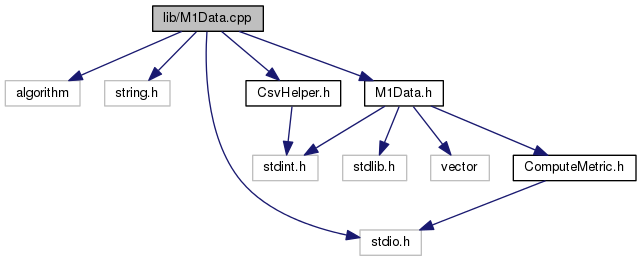 lib/M1Data.cpp
algorithm
string.h
CsvHelper.h
M1Data.h
stdint.h
stdlib.h
vector
ComputeMetric.h
stdio.h